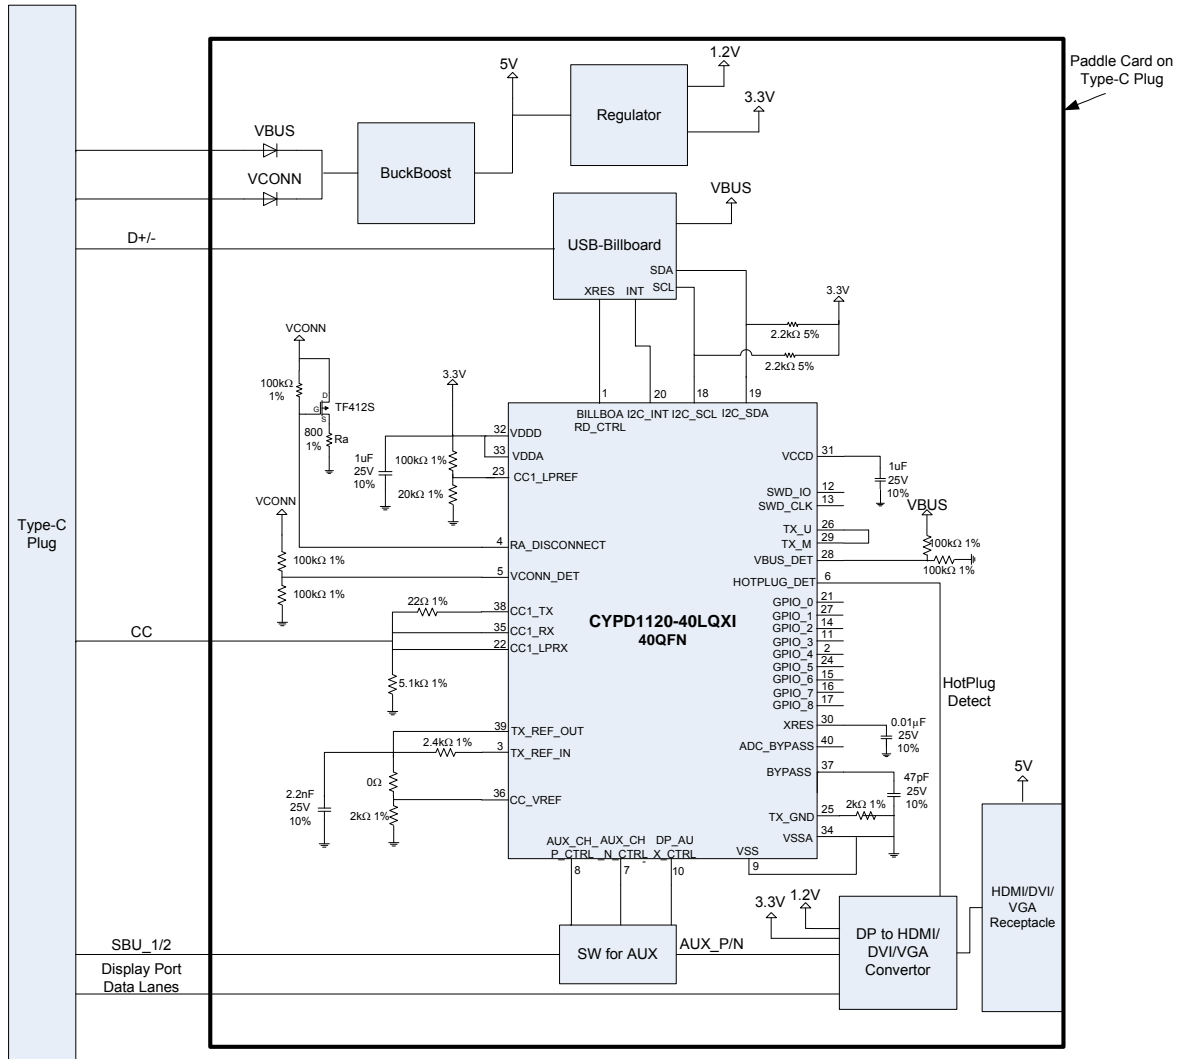 Paddle Card on
Type-C Plug
1.2V
5V
3.3V
Regulator
VBUS
BuckBoost
VCONN
VBUS
D+/-
USB-Billboard
SDA
SCL
XRES INT
3.3V
2.2kΩ 5%
2.2kΩ 5%
VCONN
100kΩ
1%
D
G
S
TF412S
800
1%
Ra
3.3V
1 20 18 19
BILLBOA I2C_INT I2C_SCL I2C_SDA
RD_CTRL
32 VDDD
33 VDDA
23 CC1_LPREF
1uF
25V
10%
100kΩ 1%
20kΩ 1%
VCCD 31
1uF
25V
10%
SWD_IO 12
SWD_CLK 13
VBUS
TX_U 26
TX_M 29
VBUS_DET 28
100kΩ 1%
100kΩ 1%
HOTPLUG_DET 6
Type-C
Plug
VCONN
4 RA_DISCONNECT
100kΩ 1%
5 VCONN_DET
100kΩ 1%
22Ω 1%
38 CC1_TX
35 CC1_RX
22 CC1_LPRX
CC
5.1kΩ 1%
CYPD1120-40LQXI
40QFN
GPIO_0 21
GPIO_1 27
GPIO_2 14
GPIO_3 11
GPIO_4 2
GPIO_5 24
GPIO_6 15
GPIO_7 16
GPIO_8 17
HotPlug
Detect
XRES 30
0.01µF
25V
10%
ADC_BYPASS 40
BYPASS 37
47pF
25V
10%
TX_GND 25
2kΩ 1%
VSSA 34
39 TX_REF_OUT
2.4kΩ 1%
3 TX_REF_IN
0Ω
2.2nF
25V
10%
36 CC_VREF
2kΩ 1%
AUX_CH_ AUX_CH DP_AU
P_CTRL _N_CTRL X_CTRL
8 7 10
VSS
9
5V
HDMI/DVI/
VGA
Receptacle
3.3V
1.2V
DP to HDMI/
DVI/VGA
Convertor
SW for AUX
AUX_P/N
SBU_1/2
Display Port
Data Lanes